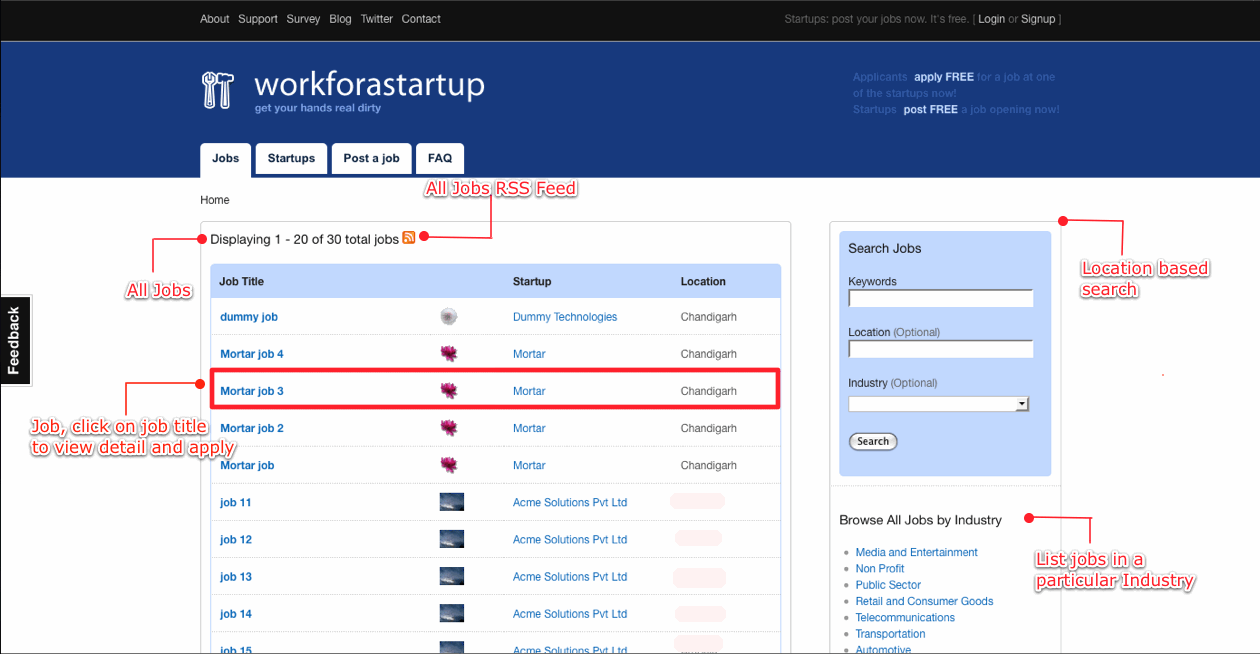 About Support Survey Blog Twitter Contact
Startups: post your jobs now. It's free. [ Login or Signup ]
workforastartup
get your hands real dirty
Applicants apply FREE for a job at one
of the startups now!
Startups post FREE a job opening now!
Jobs Startups Post a job FAQ
All Jobs RSS Feed
Home
Displaying 1 - 20 of 30 total jobs
All Jobs
Job Title Startup Location
dummy job Dummy Technologies Chandigarh
Mortar job 4 Mortar Chandigarh
Mortar job 3 Mortar Chandigarh
Mortar job 2 Mortar Chandigarh
Mortar job Mortar Chandigarh
job 11 Acme Solutions Pvt Ltd
job 12 Acme Solutions Pvt Ltd
job 13 Acme Solutions Pvt Ltd
job 14 Acme Solutions Pvt Ltd
job 15 Acme Solutions Pvt Ltd
Feedback
Job, click on job title
to view detail and apply
Search Jobs
Keywords
Location (Optional)
Industry (Optional)
Search
Location based
search
Browse All Jobs by Industry
Media and Entertainment
Non Profit
Public Sector
Retail and Consumer Goods
Telecommunications
Transportation
Automotive
List jobs in a
particular Industry